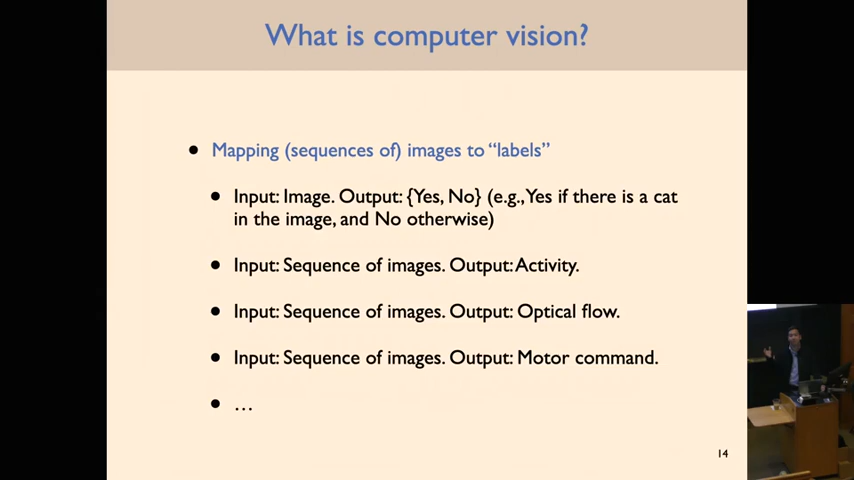 What is computer vision?
• Mapping (sequences of) images to “labels”
• Input: Image. Output: {Yes, No} (e.g., Yes if there is a cat
in the image, and No otherwise)
• Input: Sequence of images. Output: Activity.
• Input: Sequence of images. Output: Optical flow.
• Input: Sequence of images. Output: Motor command.
• …
14